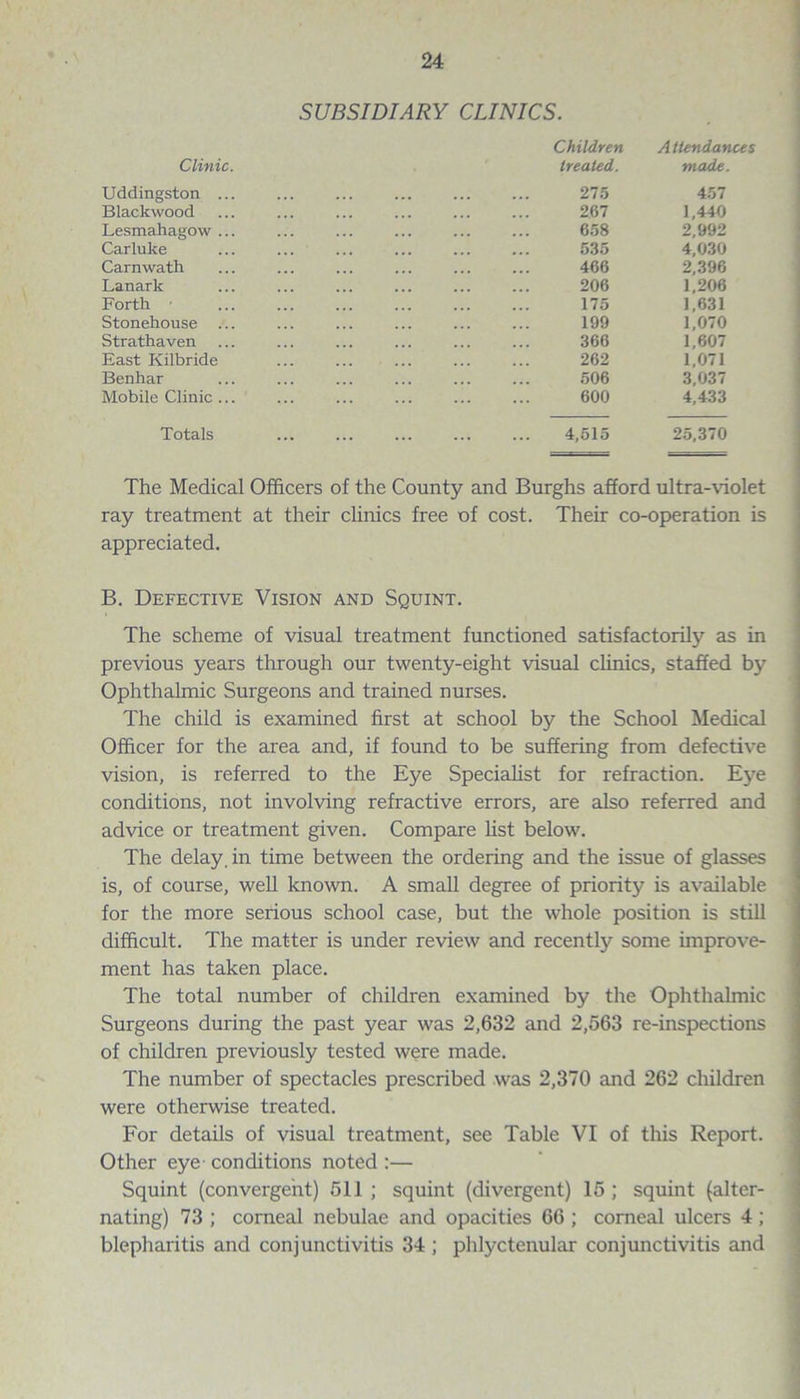 24
SUBSIDIARY CLINICS.
Clinic. Children treated. Attendances made.
Uddingston ... ... ... ... ... ... 275 457
Blackwood ... ... ... ... ... ... 267 1,440
Lesmahagow ... ... ... ... ... ... 658 2,992
Carluke ... ... ... ... ... ... 535 4,030
Carnwath ... ... ... ... ... ... 466 2,396
Lanark ... ... ... ... ... ... 206 1,206
Forth ... ... ... ... ... ... 175 1,631
Stonehouse ... ... ... ... ... ... 199 1,070
Strathaven ... ... ... ... ... ... 366 1,607
East Kilbride ... ... ... ... ... 262 1,071
Benhar ... ... ... ... ... ... 506 3,037
Mobile Clinic ... ... ... ... ... ... 600 4,433
Totals ... ... ... ... ... 4,515 25,370
The Medical Officers of the County and Burghs afford ultra-violet
ray treatment at their clinics free of cost. Their co-operation is
appreciated.
B. Defective Vision and Squint.
The scheme of visual treatment functioned satisfactorily as in
previous years through our twenty-eight visual clinics, staffed by
Ophthalmic Surgeons and trained nurses.
The child is examined first at school by the School Medical
Officer for the area and, if found to be suffering from defective
vision, is referred to the Eye Specialist for refraction. Eye
conditions, not involving refractive errors, are also referred and
advice or treatment given. Compare list below.
The delay in time between the ordering and the issue of glasses
is, of course, well known. A small degree of priority is available
for the more serious school case, but the whole position is still
difficult. The matter is under review and recently some improve-
ment has taken place.
The total number of children examined by the Ophthalmic
Surgeons during the past year was 2,632 and 2,563 re-inspections
of children previously tested were made.
The number of spectacles prescribed was 2,370 and 262 children
were otherwise treated.
For details of visual treatment, see Table VI of this Report.
Other eye conditions noted :—
Squint (convergent) 511 ; squint (divergent) 15 ; squint (alter-
nating) 73 ; corneal nebulae and opacities 66 ; corneal ulcers 4 ;
blepharitis and conjunctivitis 34 ; phlyctenular conjunctivitis and